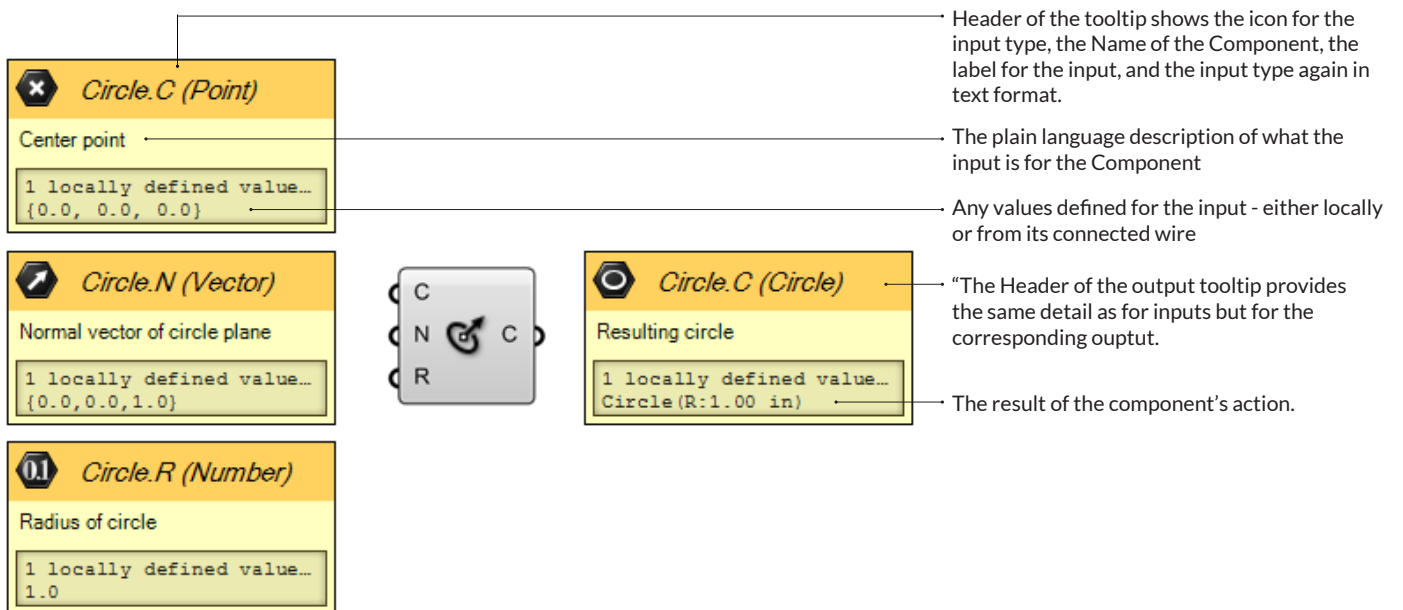 Header of the tooltip shows the icon for the
input type, the Name of the Component, the
label for the input, and the input type again in
text format.
Circle.C (Point)
Center point
1 locally defined value…
{0.0, 0.0, 0.0}
The plain language description of what the
input is for the Component
Any values defined for the input - either locally
or from its connected wire
Circle.N (Vector)
Normal vector of circle plane
1 locally defined value…
{0.0,0.0,1.0}
C
N
R
C
Circle.C (Circle)
Resulting circle
1 locally defined value…
Circle(R:1.00 in)
“The Header of the output tooltip provides
the same detail as for inputs but for the
corresponding ouptut.
The result of the component’s action.
0.1
Circle.R (Number)
Radius of circle
1 locally defined value…
1.0